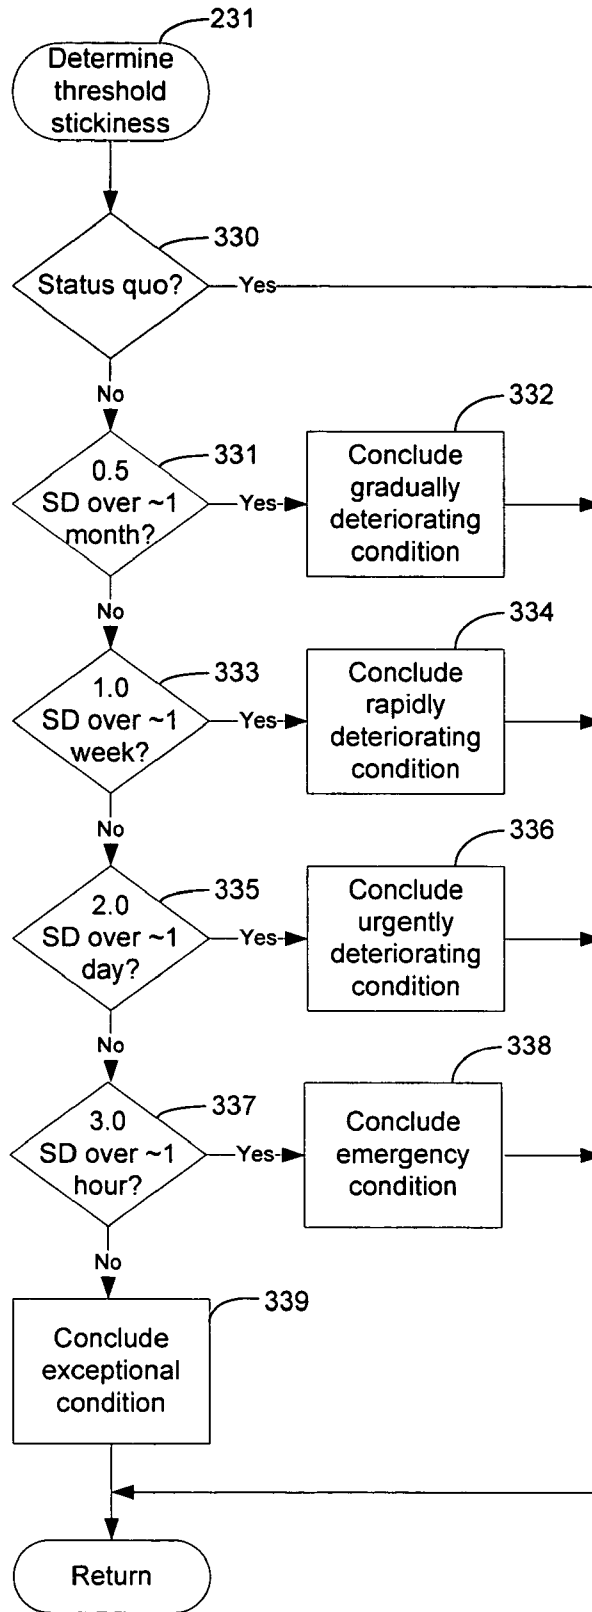 231
Determine
threshold
stickiness
330
Status quo?
Yes
No
332
331
0.5
SD over ~1
month?
Yes
Conclude
gradually
deteriorating
condition
No
334
333
1.0
SD over ~1
week?
Yes
Conclude
rapidly
deteriorating
condition
No
336
335
2.0
SD over ~1
day?
Yes
Conclude
urgently
deteriorating
condition
No
338
337
3.0
SD over ~1
hour?
Yes
Conclude
emergency
condition
No
339
Conclude
exceptional
condition
Return